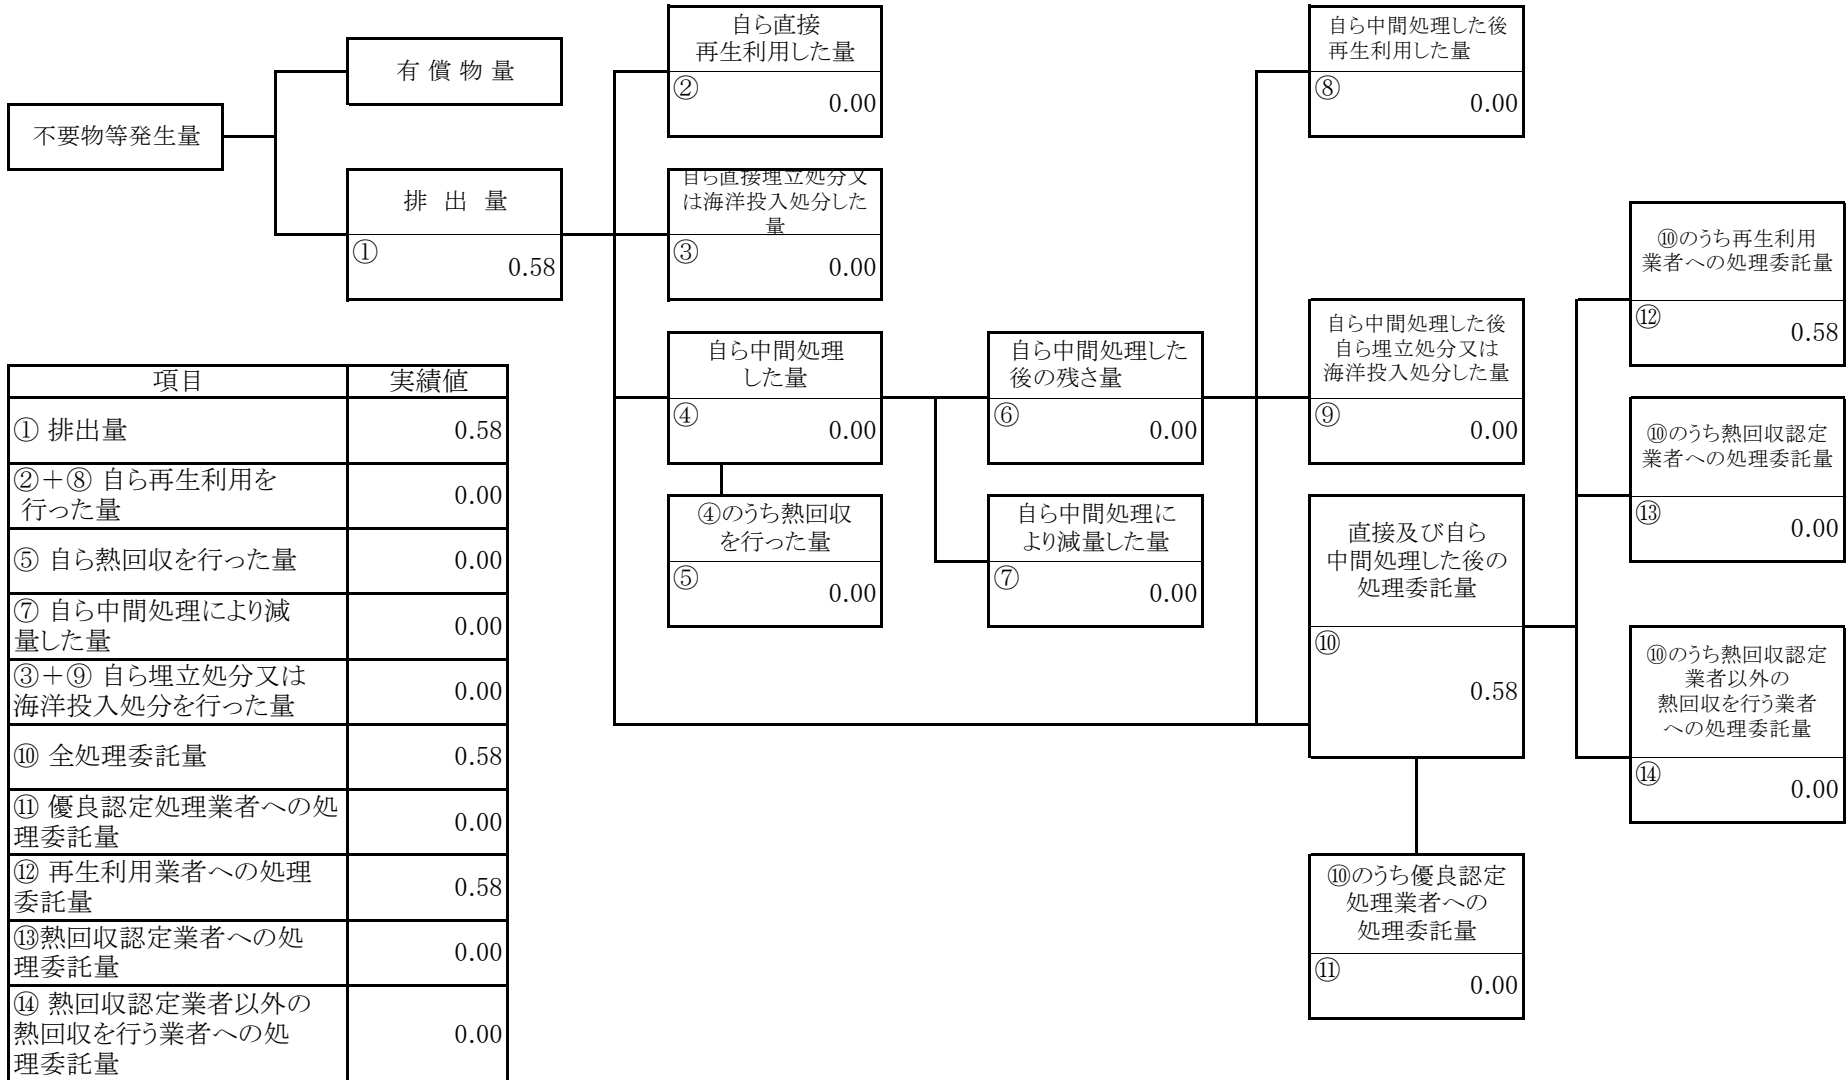 自ら直接
再生利用した量
②
0.00
自ら中間処理した後
再生利用した量
⑧
0.00
有 償 物 量
不要物等発生量
排 出 量
①
0.58
自ら直接埋立処分又
は海洋投入処分した
量
③
0.00
⑩のうち再生利用
業者への処理委託量
⑫
0.58
自ら中間処理
した量
④
0.00
自ら中間処理した
後の残さ量
⑥
0.00
自ら中間処理した後
自ら埋立処分又は
海洋投入処分した量
⑨
0.00
⑩のうち熱回収認定
業者への処理委託量
⑬
0.00
④のうち熱回収
を行った量
⑤
0.00
自ら中間処理に
より減量した量
⑦
0.00
直接及び自ら
中間処理した後の
処理委託量
⑩
0.58
⑩のうち熱回収認定
業者以外の
熱回収を行う業者
への処理委託量
⑭
0.00
⑩のうち優良認定
処理業者への
処理委託量
⑪
0.00
項目 実績値
① 排出量 0.58
②＋⑧ 自ら再生利用を
行った量 0.00
⑤ 自ら熱回収を行った量 0.00
⑦ 自ら中間処理により減
量した量 0.00
③＋⑨ 自ら埋立処分又は
海洋投入処分を行った量 0.00
⑩ 全処理委託量 0.58
⑪ 優良認定処理業者への処
理委託量 0.00
⑫ 再生利用業者への処理
委託量 0.58
⑬熱回収認定業者への処
理委託量 0.00
⑭ 熱回収認定業者以外の
熱回収を行う業者への処
理委託量 0.00